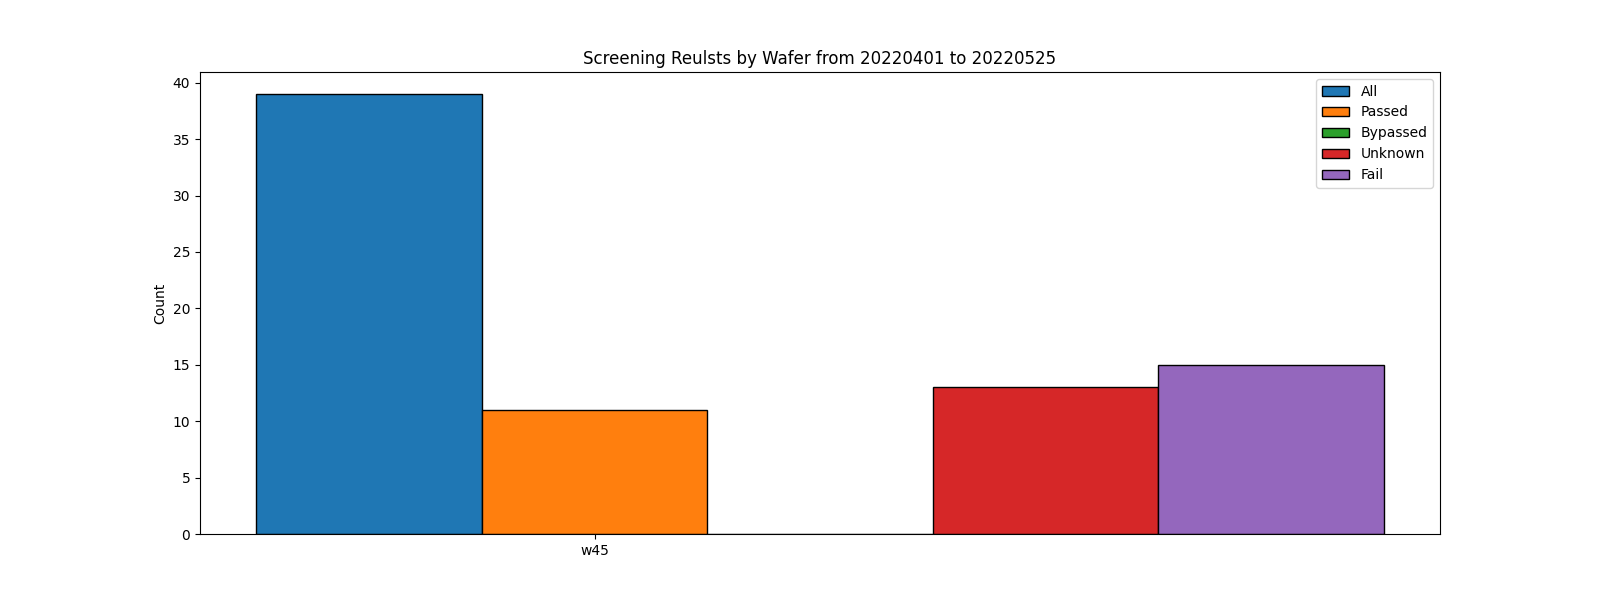 Screening Reulsts by Wafer from 20220401 to 20220525
40
35
30
25
20
15
10
5
0
Count
w45
All
Passed
Bypassed
Unknown
Fail